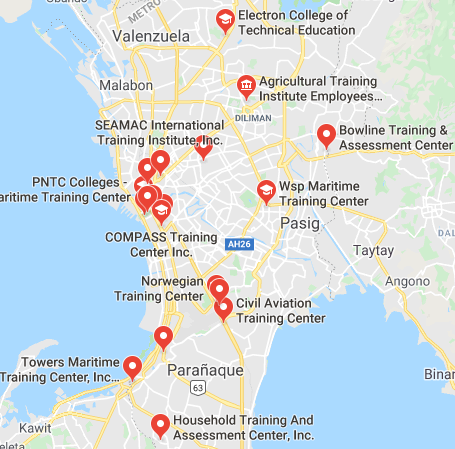 METRO
Electron College of
Technical Education
Valenzuela
Malabon
Agricultural Training
Institute Employees...
DILIMAN
SEAMAC International
Training Institute, Inc.
Bowline Training &
Assessment Center
PNTC Colleges -
aritime Training Center
Wsp Maritime
Training Center
Pasig
COMPASS Training
Center Inc.
AH26
Taytay
Angono
Norwegian
Training Center
Civil Aviation
Training Center
Towers Maritime
Training Center, Inc...
Parañaque
63
Binan
Kawit
Household Training And
Assessment Center, Inc.